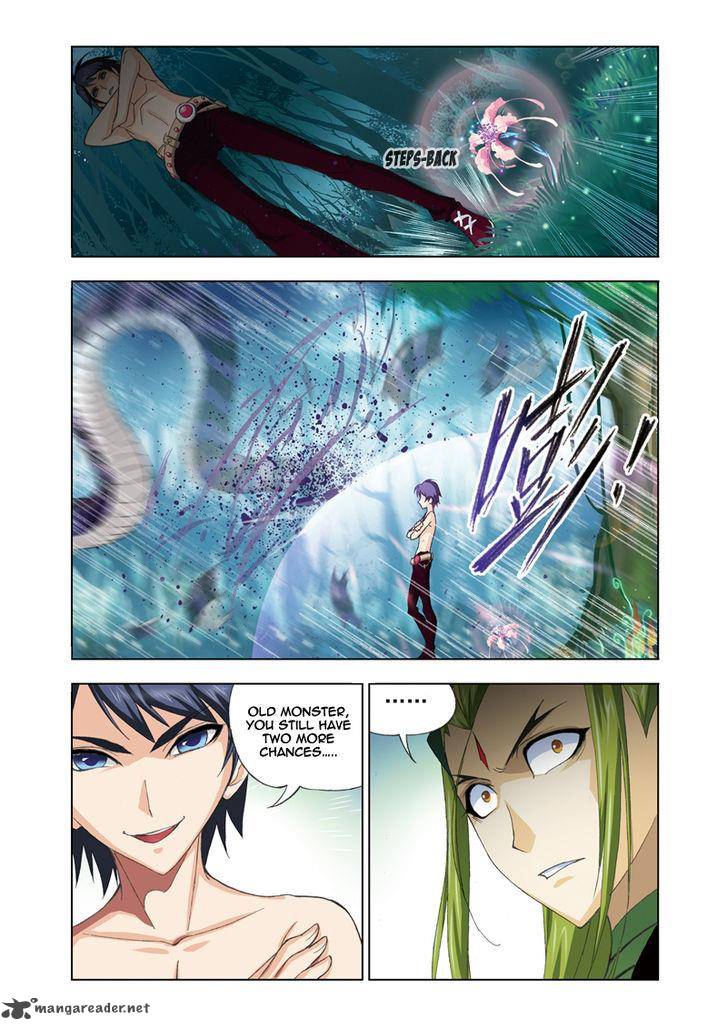 STEPS-BACK
嘭!
OLD MONSTER,
YOU STILL HAVE
TWO MORE
CHANCES.....
......
mangareader.net